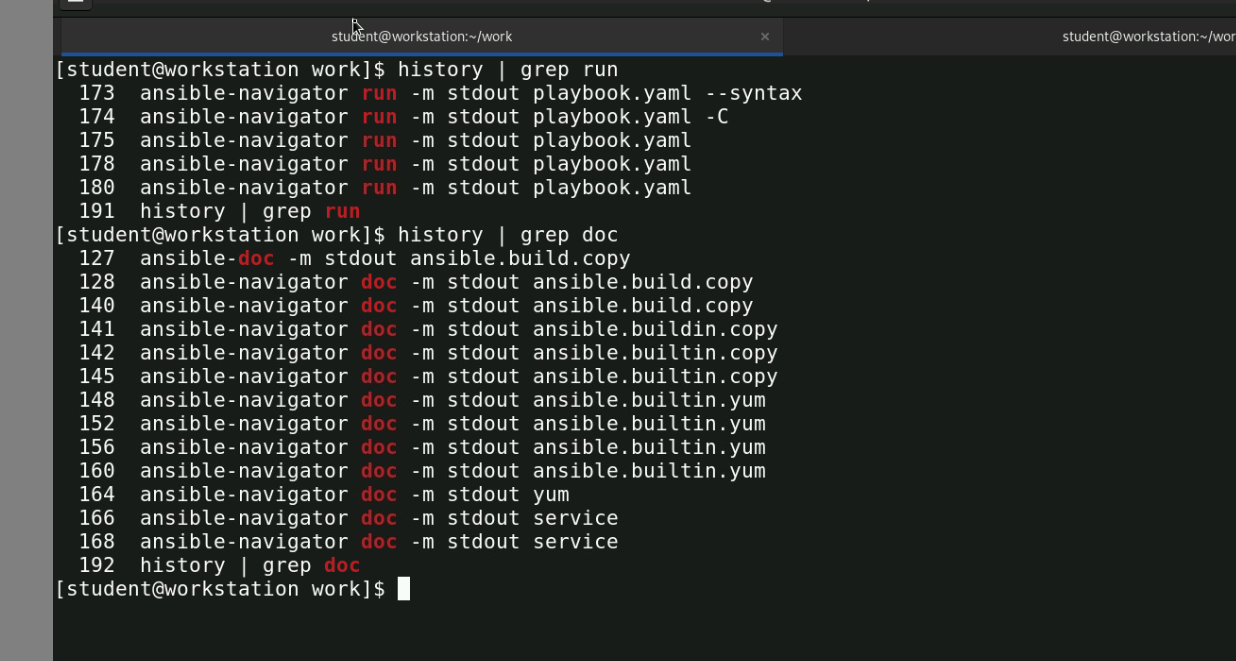 student@workstation:~/work × student@workstation:~/wor
[student@workstation work]$ history | grep run
173 ansible-navigator run -m stdout playbook.yaml --syntax
174 ansible-navigator run -m stdout playbook.yaml -C
175 ansible-navigator run -m stdout playbook.yaml
178 ansible-navigator run -m stdout playbook.yaml
180 ansible-navigator run -m stdout playbook.yaml
191 history | grep run
[student@workstation work]$ history | grep doc
127 ansible-doc -m stdout ansible.build.copy
128 ansible-navigator doc -m stdout ansible.build.copy
140 ansible-navigator doc -m stdout ansible.build.copy
141 ansible-navigator doc -m stdout ansible.buildin.copy
142 ansible-navigator doc -m stdout ansible.builtin.copy
145 ansible-navigator doc -m stdout ansible.builtin.copy
148 ansible-navigator doc -m stdout ansible.builtin.yum
152 ansible-navigator doc -m stdout ansible.builtin.yum
156 ansible-navigator doc -m stdout ansible.builtin.yum
160 ansible-navigator doc -m stdout ansible.builtin.yum
164 ansible-navigator doc -m stdout yum
166 ansible-navigator doc -m stdout service
168 ansible-navigator doc -m stdout service
192 history | grep doc
[student@workstation work]$